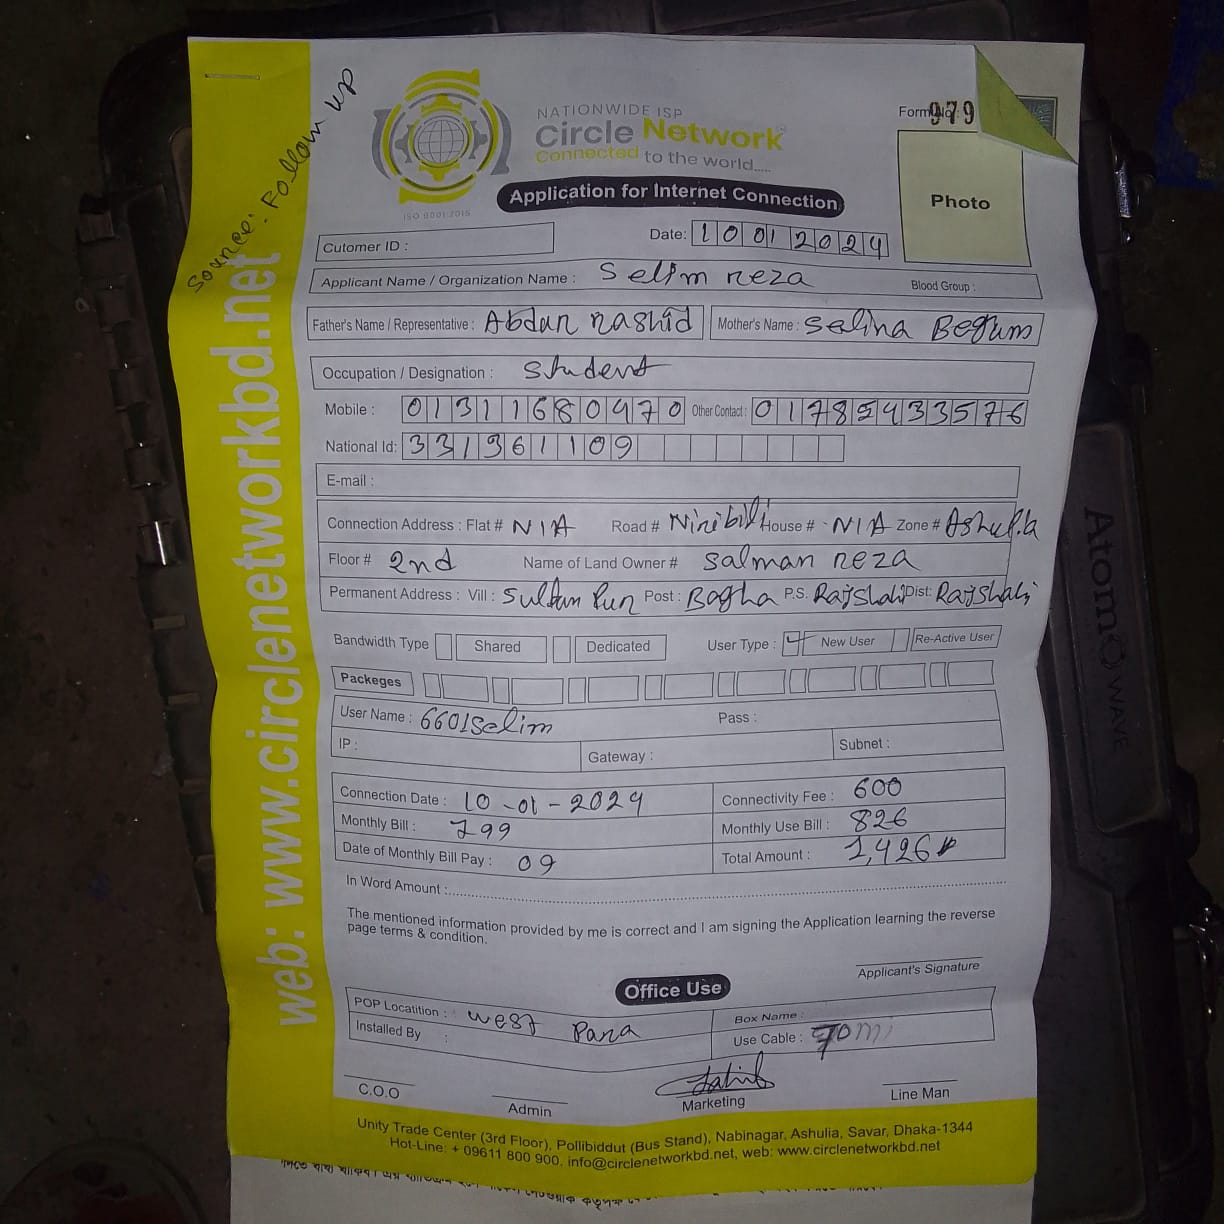 Source: Follow up
web: www.circlenetworkbd.net
NATIONWIDE ISP
Circle Network
Connected to the world.....
ISO 9001:2015
Form No: 979
Photo
Application for Internet Connection
Cutomer ID :
Date: 10 01 2024
Applicant Name / Organization Name : Selim reza Blood Group :
Father's Name / Representative : Abdur rashid Mother's Name : Salina Begum
Occupation / Designation : Student
Mobile : 01311680470 Other Contact : 01785433576
National Id: 3313611109
E-mail :
Connection Address : Flat # N/A Road # Niribili House # N/A Zone # Ashulia
Floor # 2nd Name of Land Owner # Salman reza
Permanent Address : Vill : Sultan Pur Post : Bagha P.S. Rajshahi Dist: Rajshahi
Bandwidth Type Shared Dedicated User Type : New User Re-Active User
Packeges
User Name : 6601selim Pass :
IP : Gateway : Subnet :
Connection Date : 10-01-2024 Connectivity Fee : 600
Monthly Bill : 799 Monthly Use Bill : 826
Date of Monthly Bill Pay : 09 Total Amount : 1,426
In Word Amount :
The mentioned information provided by me is correct and I am signing the Application learning the reverse
page terms & condition.
Applicant's Signature
Office Use
POP Locatition : West Para Box Name :
Installed By : Use Cable : 70m
C.O.O Admin Marketing Line Man
Unity Trade Center (3rd Floor), Pollibiddut (Bus Stand), Nabinagar, Ashulia, Savar, Dhaka-1344
Hot-Line: + 09611 800 900, info@circlenetworkbd.net, web: www.circlenetworkbd.net
Atom WAVE